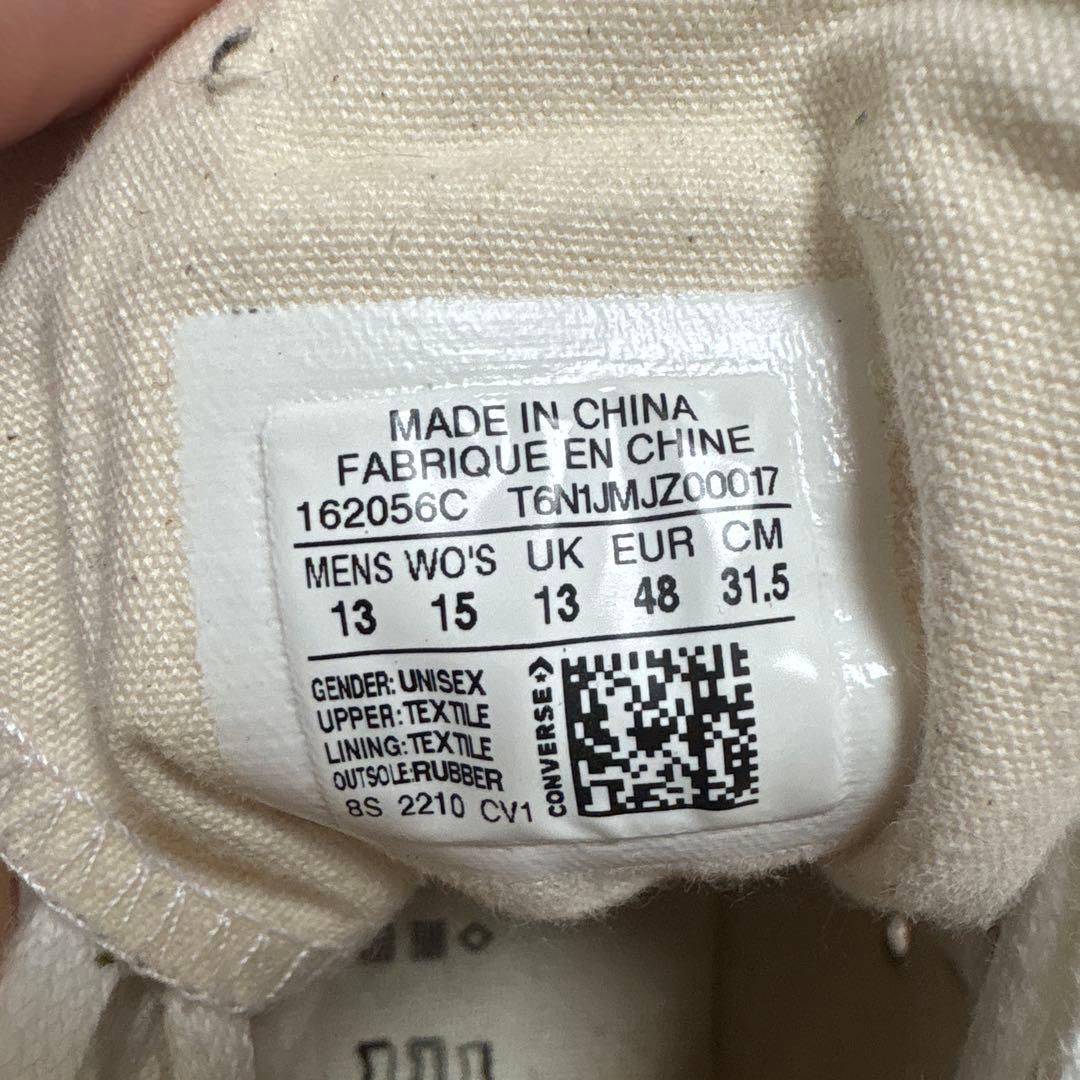 MADE IN CHINA
FABRIQUE EN CHINE
162056C T6N1JMJZ00017
MENS WO'S UK EUR CM
13 15 13 48 31.5
GENDER: UNISEX
UPPER:TEXTILE
LINING:TEXTILE
OUTSOLE:RUBBER
8S 2210 CV1
CONVERSE